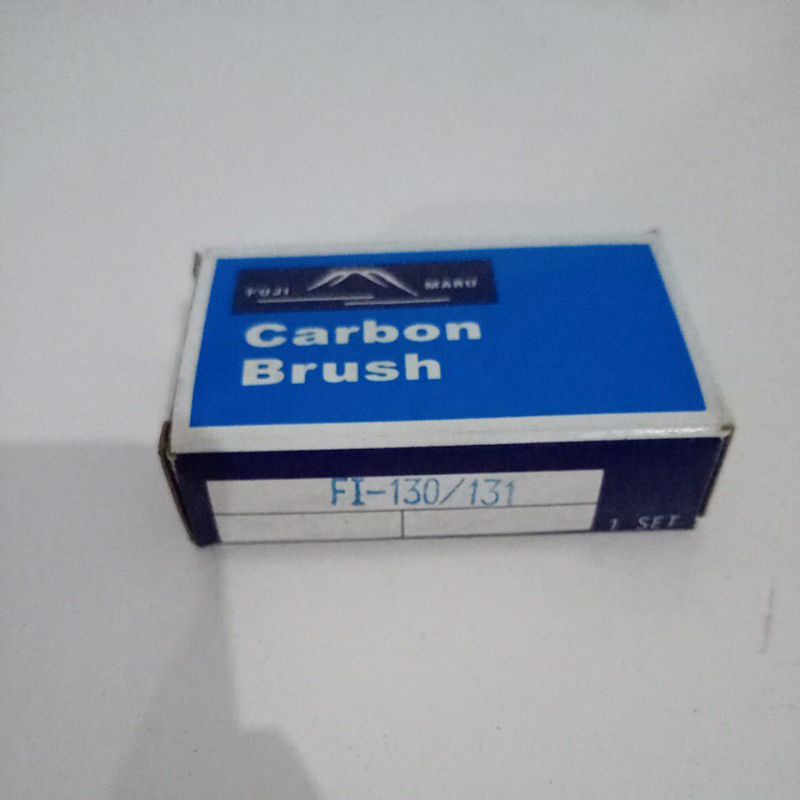 FUJI MARU
Carbon
Brush
FI-130/131
1 SET